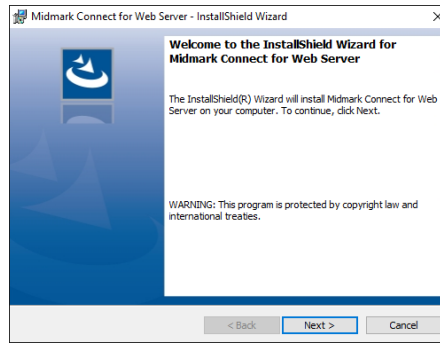 Midmark Connect for Web Server - InstallShield Wizard
Welcome to the InstallShield Wizard for
Midmark Connect for Web Server
The InstallShield(R) Wizard will install Midmark Connect for Web
Server on your computer. To continue, click Next.
WARNING: This program is protected by copyright law and
international treaties.
< Back
Next >
Cancel